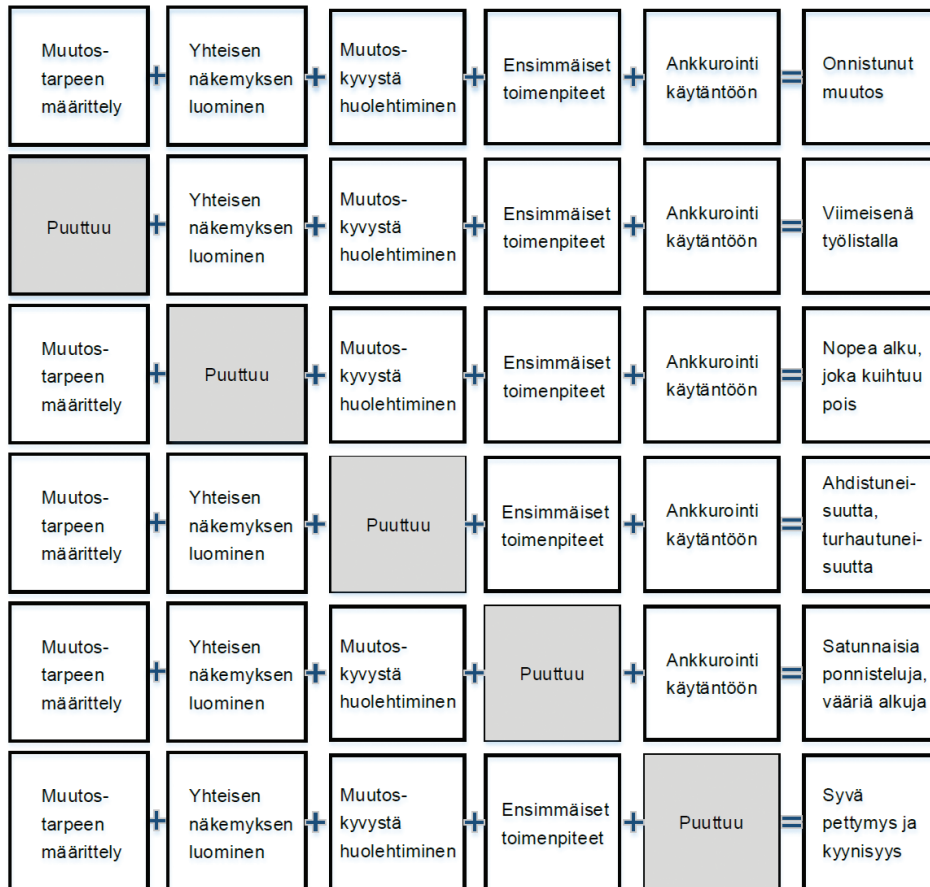 Muutos-
tarpeen
määrittely
+
Yhteisen
näkemyksen
luominen
+
Muutos-
kyvystä
huolehtiminen
+
Ensimmäiset
toimenpiteet
+
Ankkurointi
käytäntöön
=
Onnistunut
muutos
Puuttuu
+
Yhteisen
näkemyksen
luominen
+
Muutos-
kyvystä
huolehtiminen
+
Ensimmäiset
toimenpiteet
+
Ankkurointi
käytäntöön
=
Viimeisenä
työlistalla
Muutos-
tarpeen
määrittely
+
Puuttuu
+
Muutos-
kyvystä
huolehtiminen
+
Ensimmäiset
toimenpiteet
+
Ankkurointi
käytäntöön
=
Nopea alku,
joka kuihtuu
pois
Muutos-
tarpeen
määrittely
+
Yhteisen
näkemyksen
luominen
+
Puuttuu
+
Ensimmäiset
toimenpiteet
+
Ankkurointi
käytäntöön
=
Ahdistunei-
suutta,
turhautunei-
suutta
Muutos-
tarpeen
määrittely
+
Yhteisen
näkemyksen
luominen
+
Muutos-
kyvystä
huolehtiminen
+
Puuttuu
+
Ankkurointi
käytäntöön
=
Satunnaisia
ponnisteluja,
vääriä alkuja
Muutos-
tarpeen
määrittely
+
Yhteisen
näkemyksen
luominen
+
Muutos-
kyvystä
huolehtiminen
+
Ensimmäiset
toimenpiteet
+
Puuttuu
=
Syvä
pettymys ja
kyynisyys